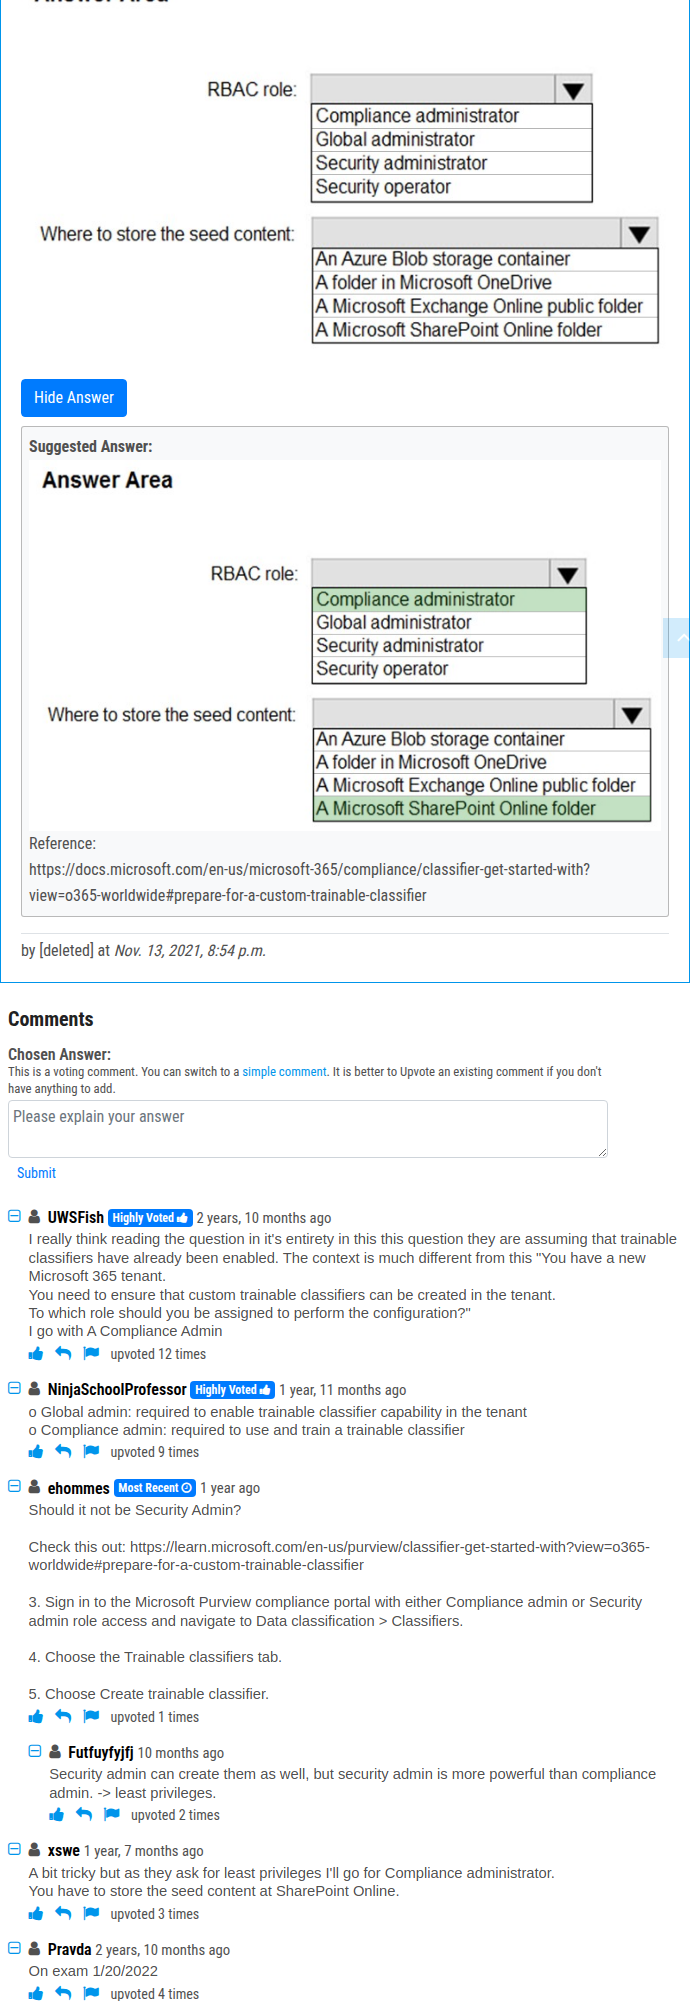 Answer Area
RBAC role:
Compliance administrator
Global administrator
Security administrator
Security operator
Where to store the seed content:
An Azure Blob storage container
A folder in Microsoft OneDrive
A Microsoft Exchange Online public folder
A Microsoft SharePoint Online folder
Hide Answer
Suggested Answer:
Answer Area
RBAC role:
Compliance administrator
Global administrator
Security administrator
Security operator
Where to store the seed content:
An Azure Blob storage container
A folder in Microsoft OneDrive
A Microsoft Exchange Online public folder
A Microsoft SharePoint Online folder
Reference:
https://docs.microsoft.com/en-us/microsoft-365/compliance/classifier-get-started-with?
view=o365-worldwide#prepare-for-a-custom-trainable-classifier
by [deleted] at Nov. 13, 2021, 8:54 p.m.
Comments
Chosen Answer:
This is a voting comment. You can switch to a simple comment. It is better to Upvote an existing comment if you don't
have anything to add.
Please explain your answer
Submit
UWSFish Highly Voted 2 years, 10 months ago
I really think reading the question in it's entirety in this this question they are assuming that trainable
classifiers have already been enabled. The context is much different from this "You have a new
Microsoft 365 tenant.
You need to ensure that custom trainable classifiers can be created in the tenant.
To which role should you be assigned to perform the configuration?"
I go with A Compliance Admin
upvoted 12 times
NinjaSchoolProfessor Highly Voted 1 year, 11 months ago
o Global admin: required to enable trainable classifier capability in the tenant
o Compliance admin: required to use and train a trainable classifier
upvoted 9 times
ehommes Most Recent 1 year ago
Should it not be Security Admin?
Check this out: https://learn.microsoft.com/en-us/purview/classifier-get-started-with?view=o365-
worldwide#prepare-for-a-custom-trainable-classifier
3. Sign in to the Microsoft Purview compliance portal with either Compliance admin or Security
admin role access and navigate to Data classification > Classifiers.
4. Choose the Trainable classifiers tab.
5. Choose Create trainable classifier.
upvoted 1 times
Futfuyfyjfj 10 months ago
Security admin can create them as well, but security admin is more powerful than compliance
admin. -> least privileges.
upvoted 2 times
xswe 1 year, 7 months ago
A bit tricky but as they ask for least privileges I'll go for Compliance administrator.
You have to store the seed content at SharePoint Online.
upvoted 3 times
Pravda 2 years, 10 months ago
On exam 1/20/2022
upvoted 4 times